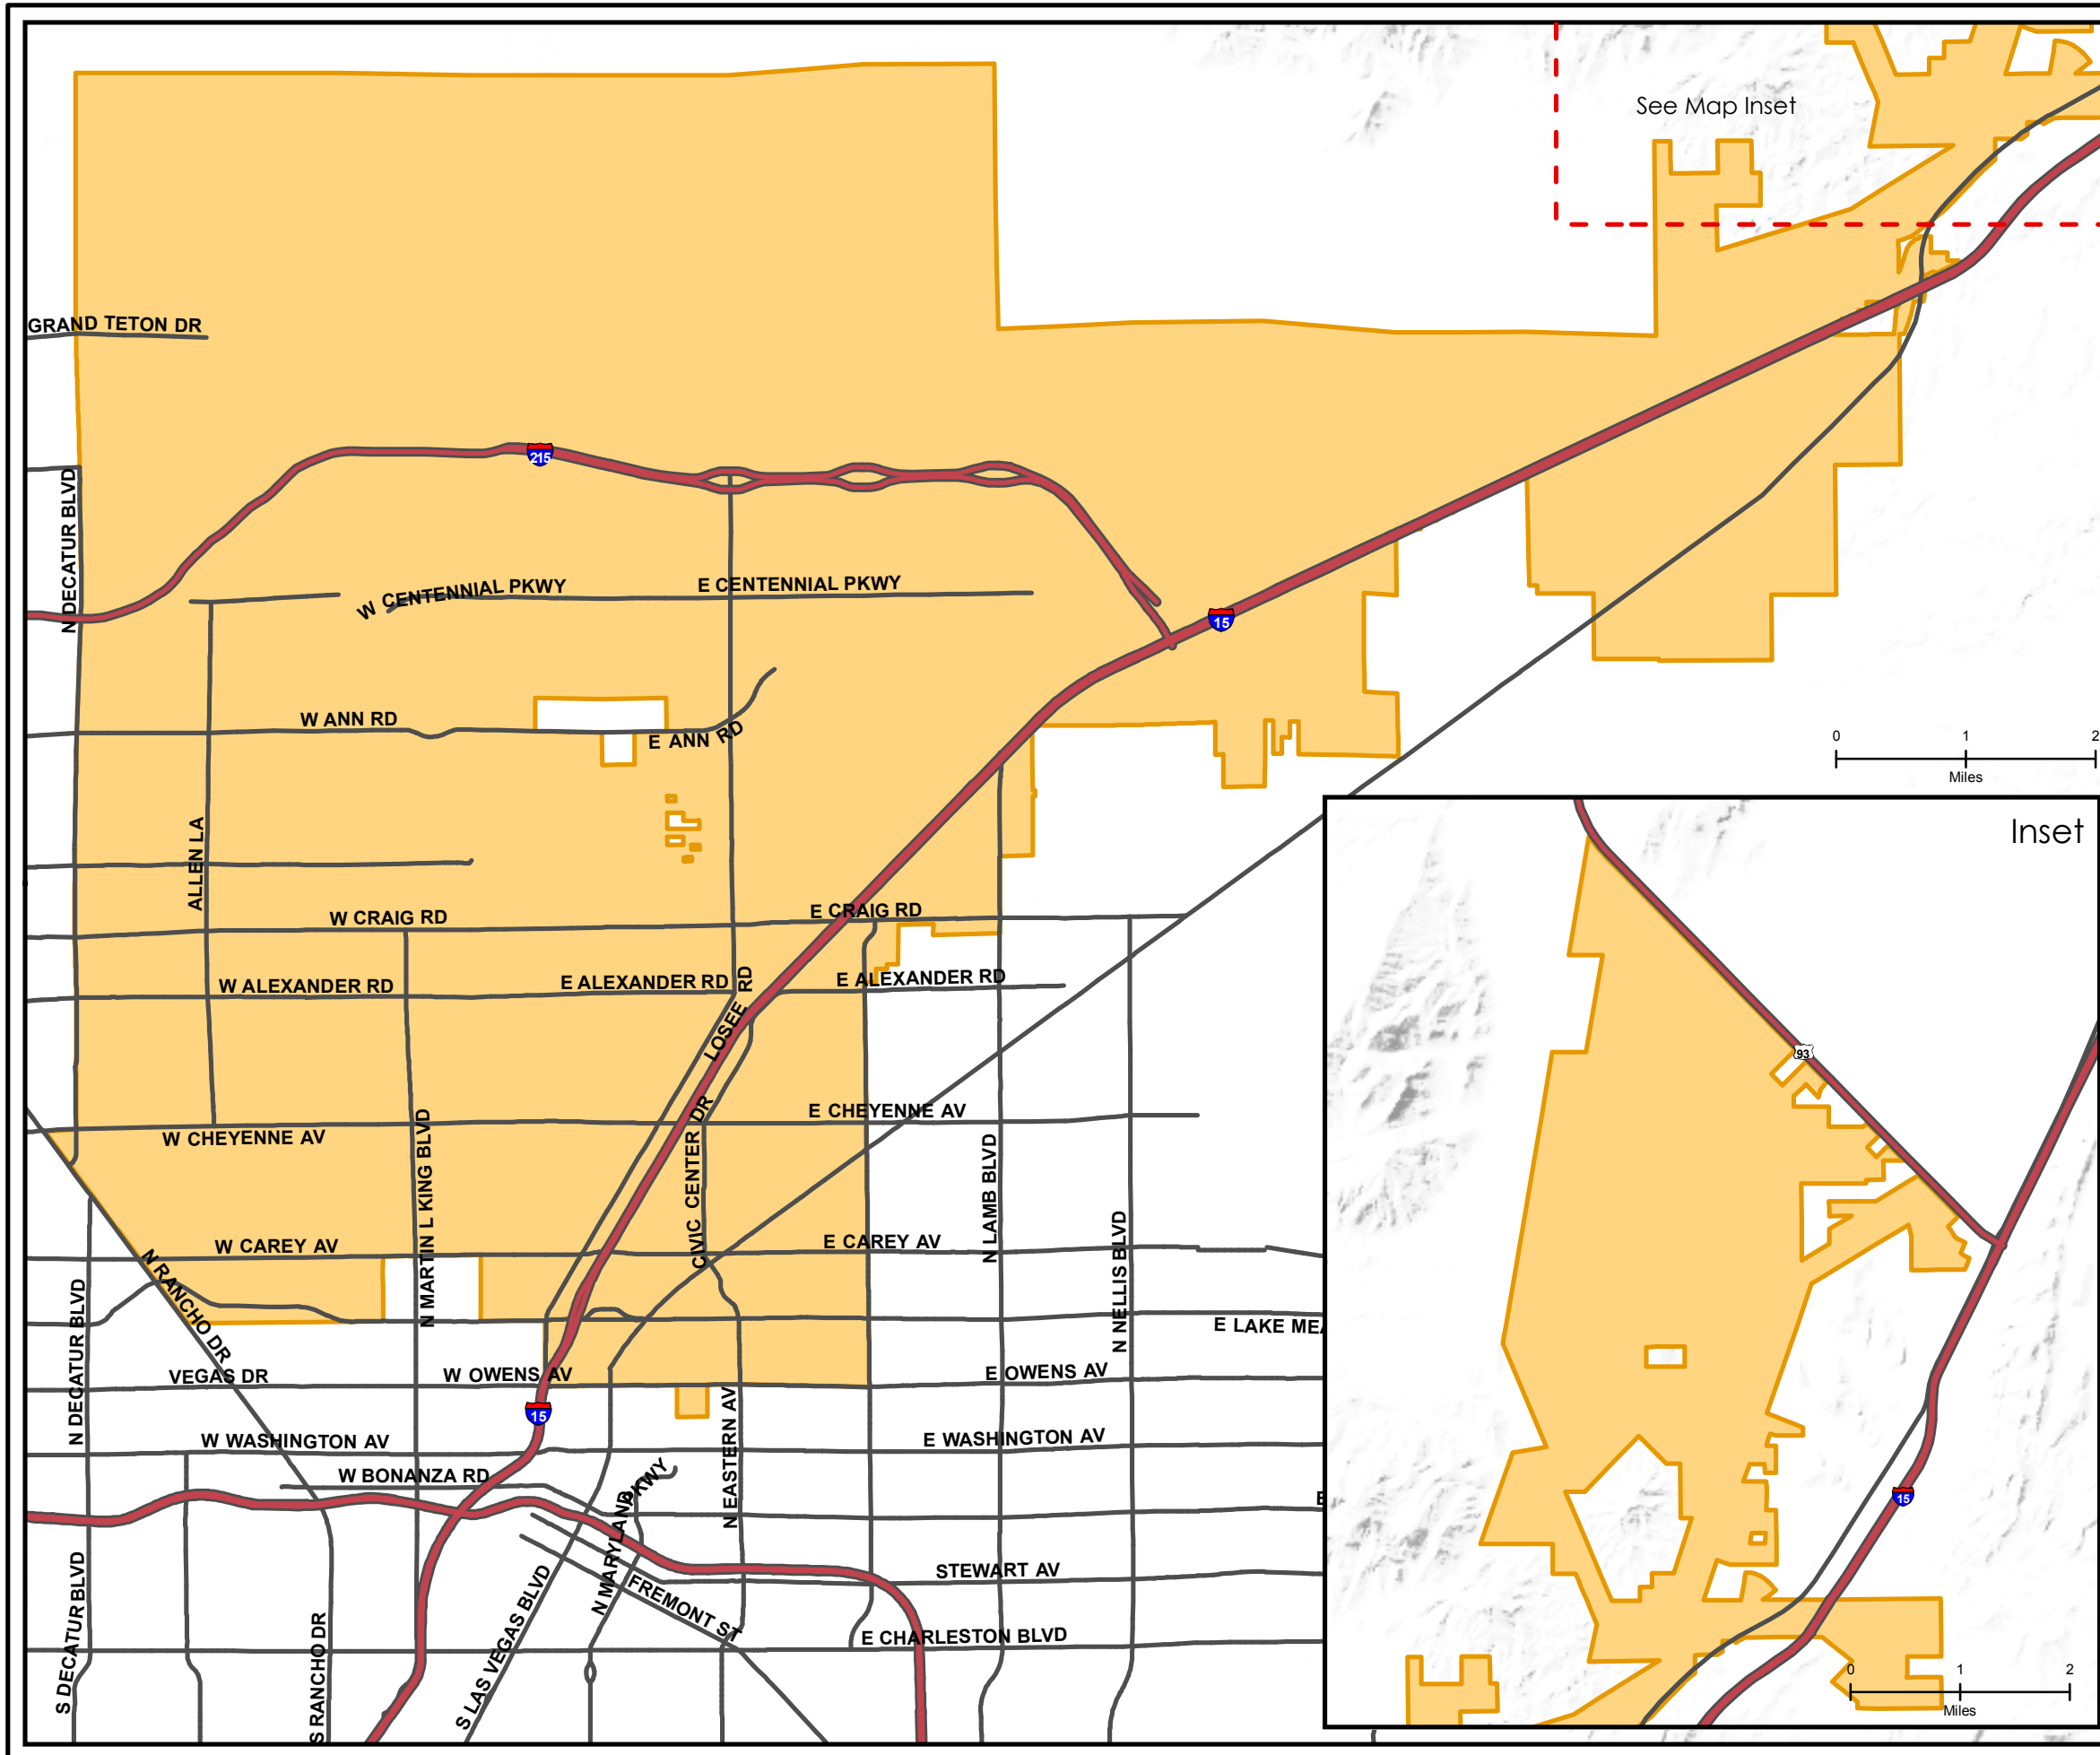 See Map Inset
GRAND TETON DR
215
N DECATUR BLVD
W CENTENNIAL PKWY
E CENTENNIAL PKWY
15
W ANN RD
E ANN RD
0 1 2
Miles
Inset
ALLEN LA
W CRAIG RD
E CRAIG RD
W ALEXANDER RD
E ALEXANDER RD
E ALEXANDER RD
LOSEE RD
93
W CHEYENNE AV
E CHEYENNE AV
N MARTIN L KING BLVD
CIVIC CENTER DR
N LAMB BLVD
N NELLIS BLVD
W CAREY AV
E CAREY AV
N RANCHO DR
N DECATUR BLVD
E LAKE MEA
VEGAS DR
W OWENS AV
E OWENS AV
15
N EASTERN AV
W WASHINGTON AV
E WASHINGTON AV
W BONANZA RD
N MARYLAND PKWY
E
15
S DECATUR BLVD
S RANCHO DR
S LAS VEGAS BLVD
FREMONT ST
STEWART AV
E CHARLESTON BLVD
0 1 2
Miles